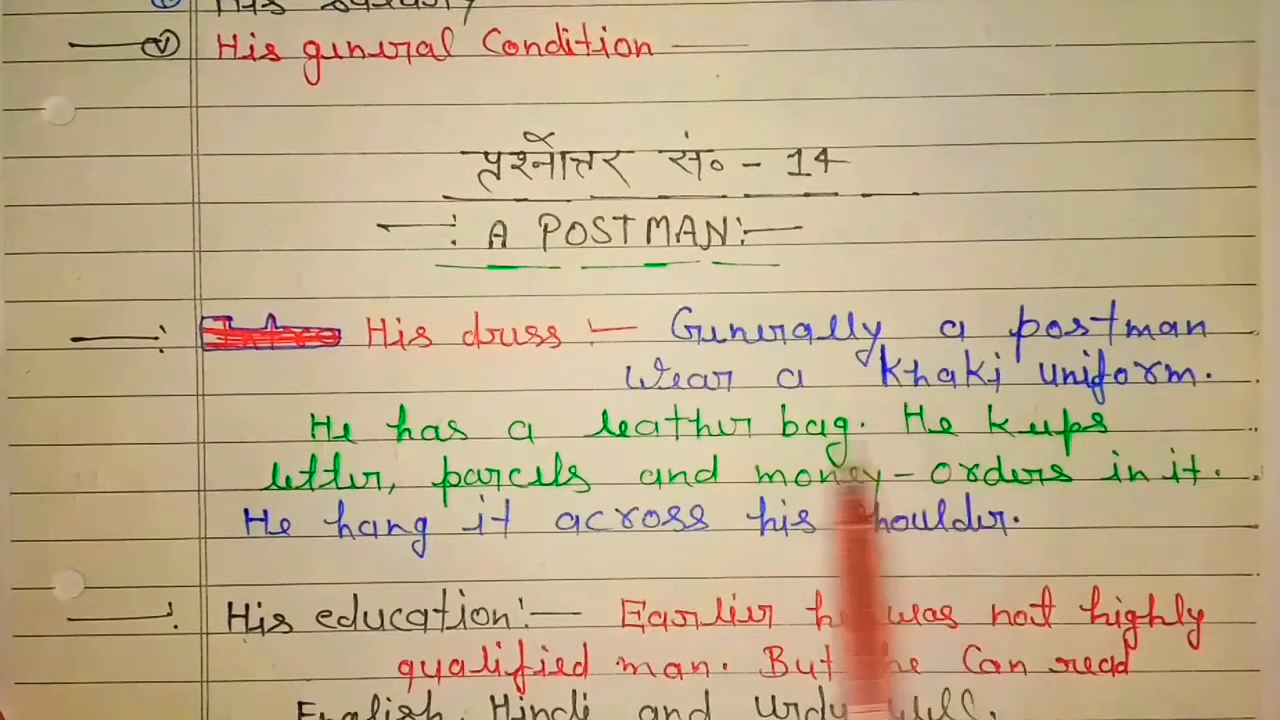 His
(v) His general Condition
प्रश्नोत्तर सं० - 14
A POSTMAN:
His dress :- Generally a postman
Wear a Khaki uniform.
He has a leather bag. He keeps
letter, parcels and money-orders in it.
He hang it across his shoulder.
His education:- Earlier he was not highly
qualified man. But he Can read
English, Hindi and Urdu well.